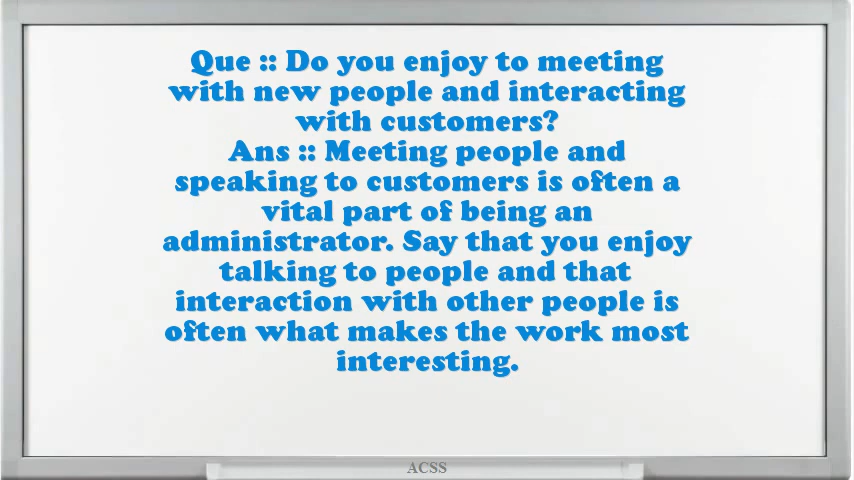 Que :: Do you enjoy to meeting
with new people and interacting
with customers?
Ans :: Meeting people and
speaking to customers is often a
vital part of being an
administrator. Say that you enjoy
talking to people and that
interaction with other people is
often what makes the work most
interesting.
ACSS